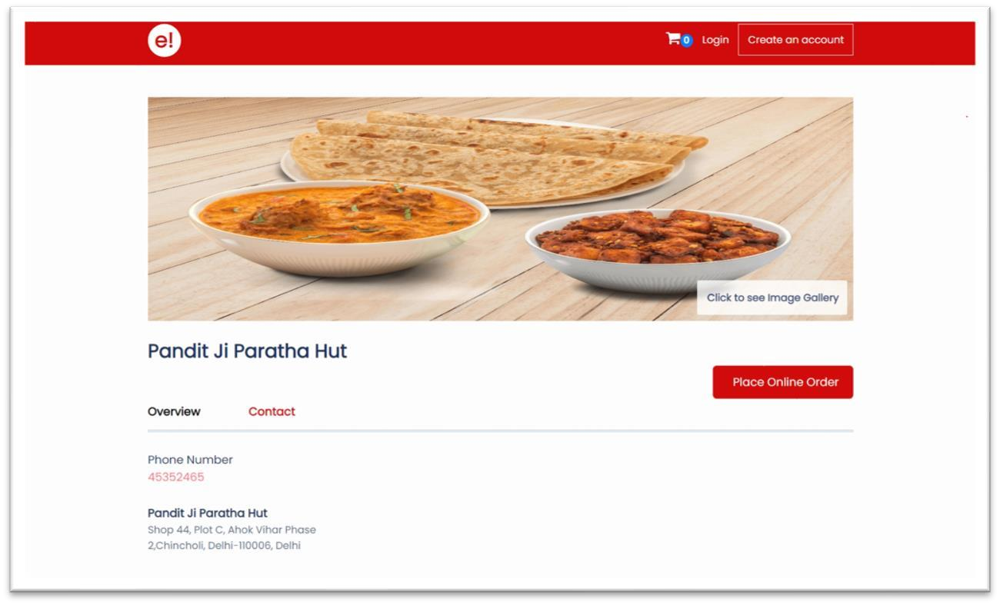 e!
0 Login Create an account
Click to see Image Gallery
Pandit Ji Paratha Hut
Place Online Order
Overview Contact
Phone Number
45352465
Pandit Ji Paratha Hut
Shop 44, Plot C, Ahok Vihar Phase
2,Chincholi, Delhi-110006, Delhi